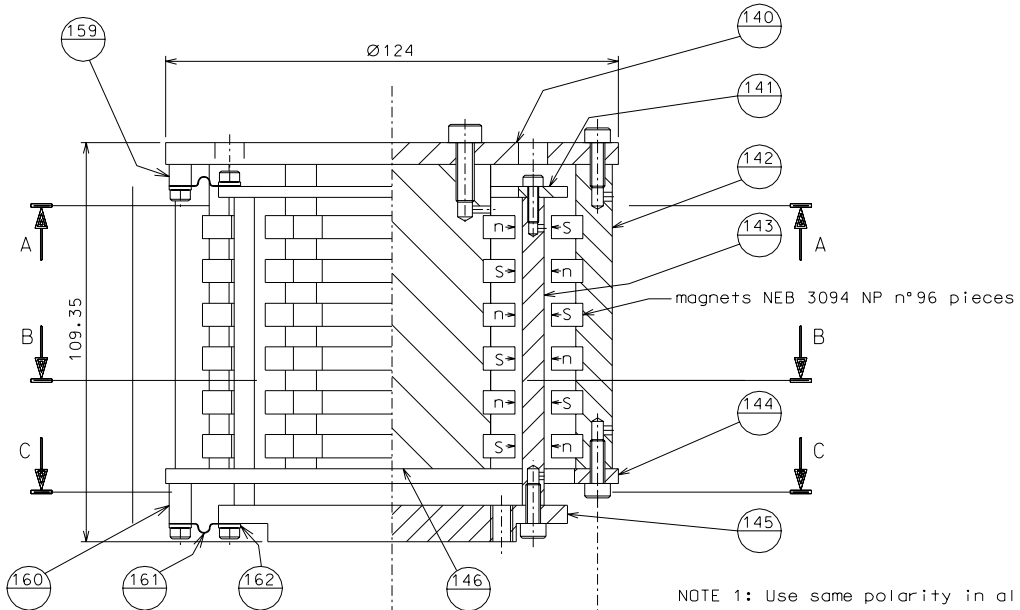 159
140
Ø124
141
142
A
A
n
S
143
S
n
magnets NEB 3094 NP n°96 pieces
n
S
109.35
B
B
S
n
144
n
S
C
C
S
n
145
160
161
162
146
NOTE 1: Use same polarity in al